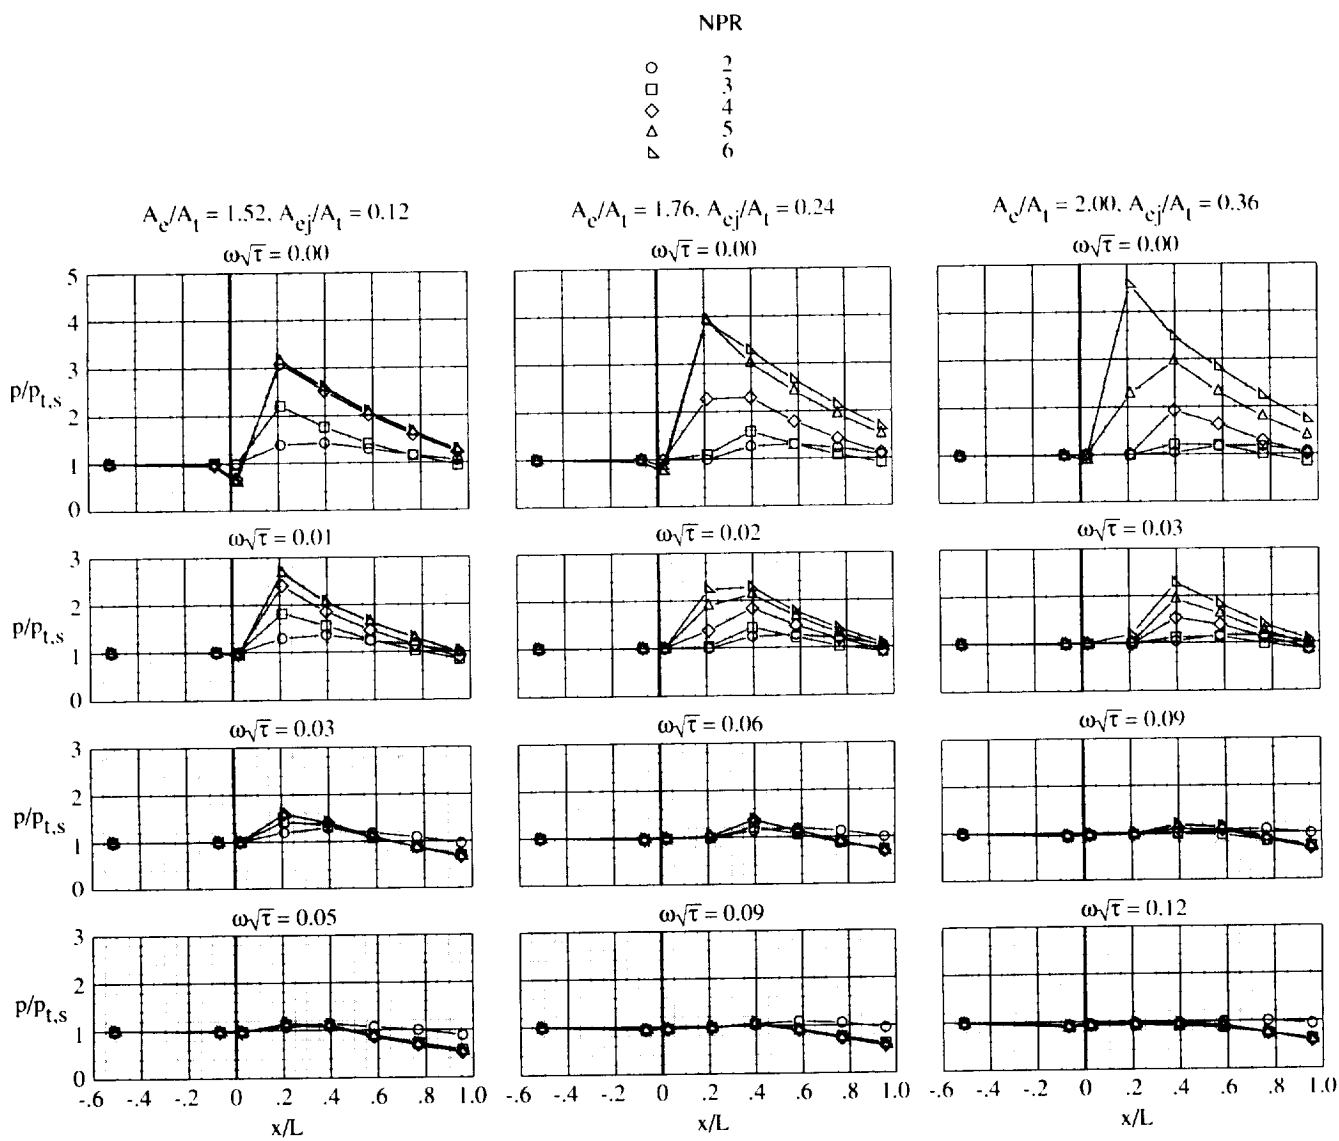 NPR
2
3
4
5
6
A_e/A_t = 1.52, A_ej/A_t = 0.12
A_e/A_t = 1.76, A_ej/A_t = 0.24
A_e/A_t = 2.00, A_ej/A_t = 0.36
ω√τ = 0.00
ω√τ = 0.00
ω√τ = 0.00
5
4
3
2
1
0
p/p_t,s
ω√τ = 0.01
ω√τ = 0.02
ω√τ = 0.03
3
2
1
0
p/p_t,s
ω√τ = 0.03
ω√τ = 0.06
ω√τ = 0.09
3
2
1
0
p/p_t,s
ω√τ = 0.05
ω√τ = 0.09
ω√τ = 0.12
3
2
1
0
p/p_t,s
-.6 -.4 -.2 0 .2 .4 .6 .8 1.0
-.6 -.4 -.2 0 .2 .4 .6 .8 1.0
-.6 -.4 -.2 0 .2 .4 .6 .8 1.0
x/L
x/L
x/L